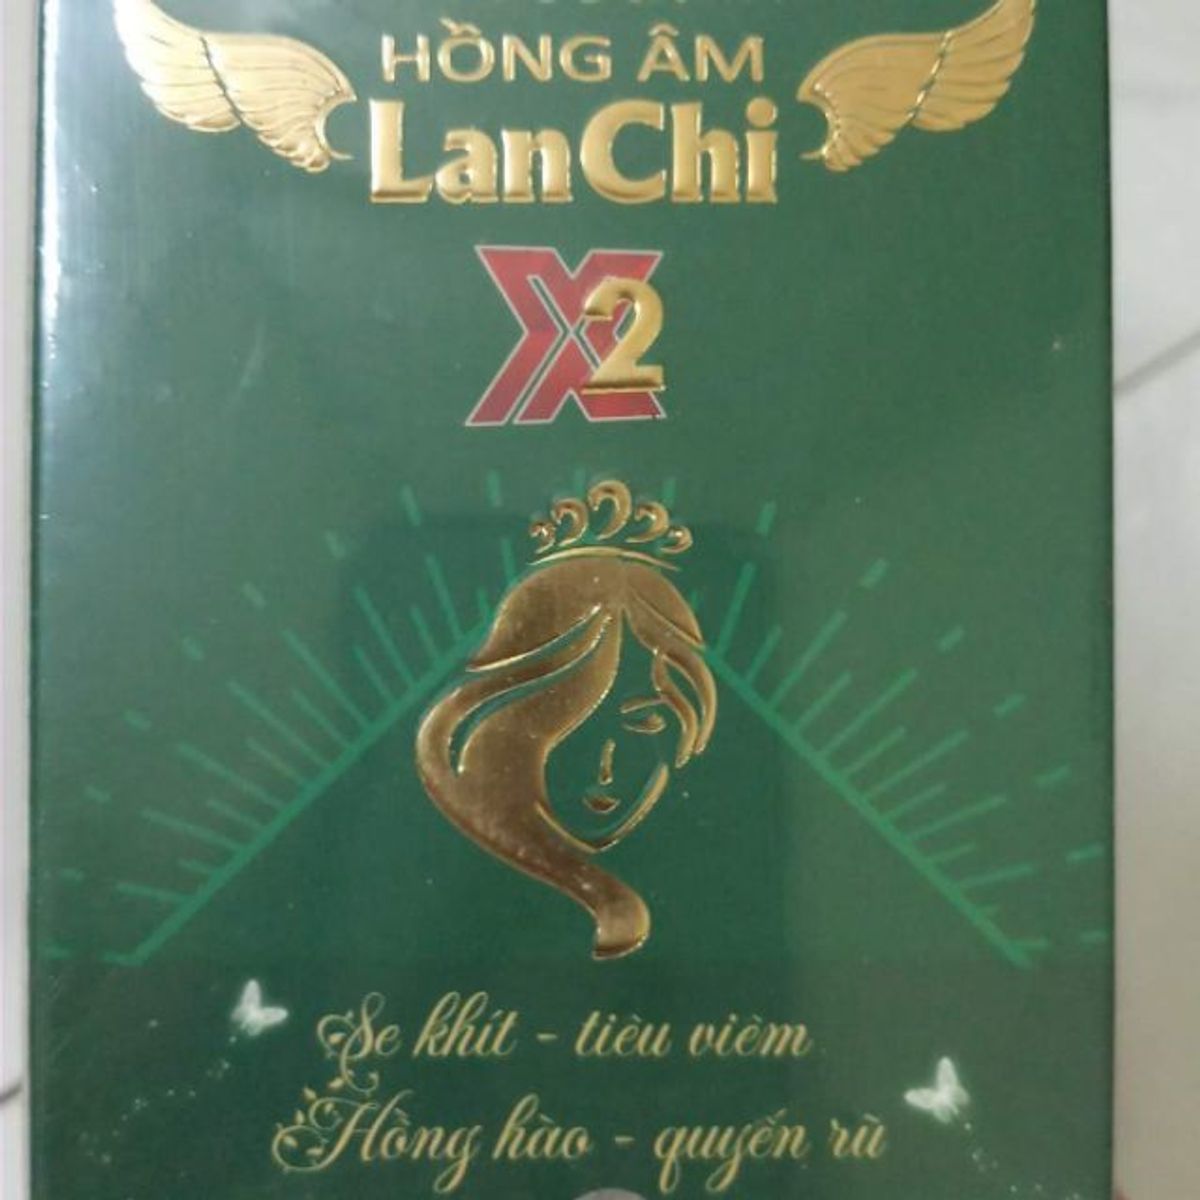 HỒNG ÂM
LanChi
X2
Se khít - tiêu viêm
Hồng hào - quyến rũ